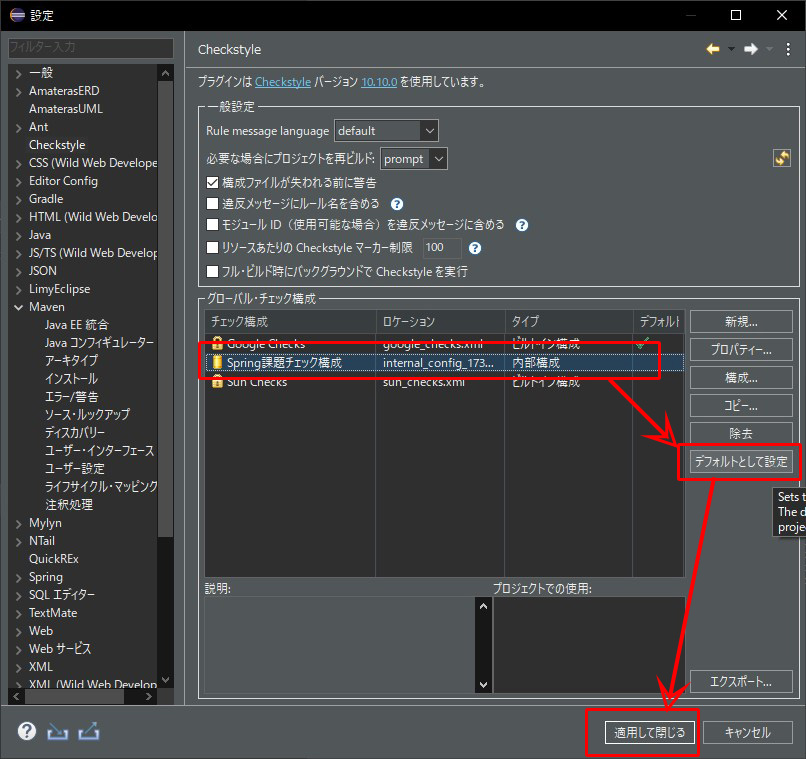 設定
フィルター入力
一般
AmaterasERD
AmaterasUML
Ant
Checkstyle
CSS (Wild Web Develope
Editor Config
Gradle
HTML (Wild Web Develo
Java
JS/TS (Wild Web Develop
JSON
LimyEclipse
Maven
Java EE 統合
Java コンフィギュレーター
アーキタイプ
インストール
エラー/警告
ソース・ルックアップ
ディスカバリー
ユーザー・インターフェース
ユーザー設定
ライフサイクル・マッピング
注釈処理
Mylyn
NTail
QuickREx
Spring
SQL エディター
TextMate
Web
Web サービス
XML
XML (Wild Web Develop
Checkstyle
プラグインは Checkstyle バージョン 10.10.0 を使用しています。
一般設定
Rule message language default
必要な場合にプロジェクトを再ビルド: prompt
構成ファイルが失われる前に警告
違反メッセージにルール名を含める
モジュール ID（使用可能な場合）を違反メッセージに含める
リソースあたりの Checkstyle マーカー制限 100
フル・ビルド時にバックグラウンドで Checkstyle を実行
グローバル・チェック構成
チェック構成 ロケーション タイプ デフォルト
Google Checks google_checks.xml ビルトイン構成
Spring課題チェック構成 internal_config_173... 内部構成
Sun Checks sun_checks.xml ビルトイン構成
新規...
プロパティー...
構成...
コピー...
除去
デフォルトとして設定
Sets t
The d
proje
説明: プロジェクトでの使用:
エクスポート...
適用して閉じる キャンセル